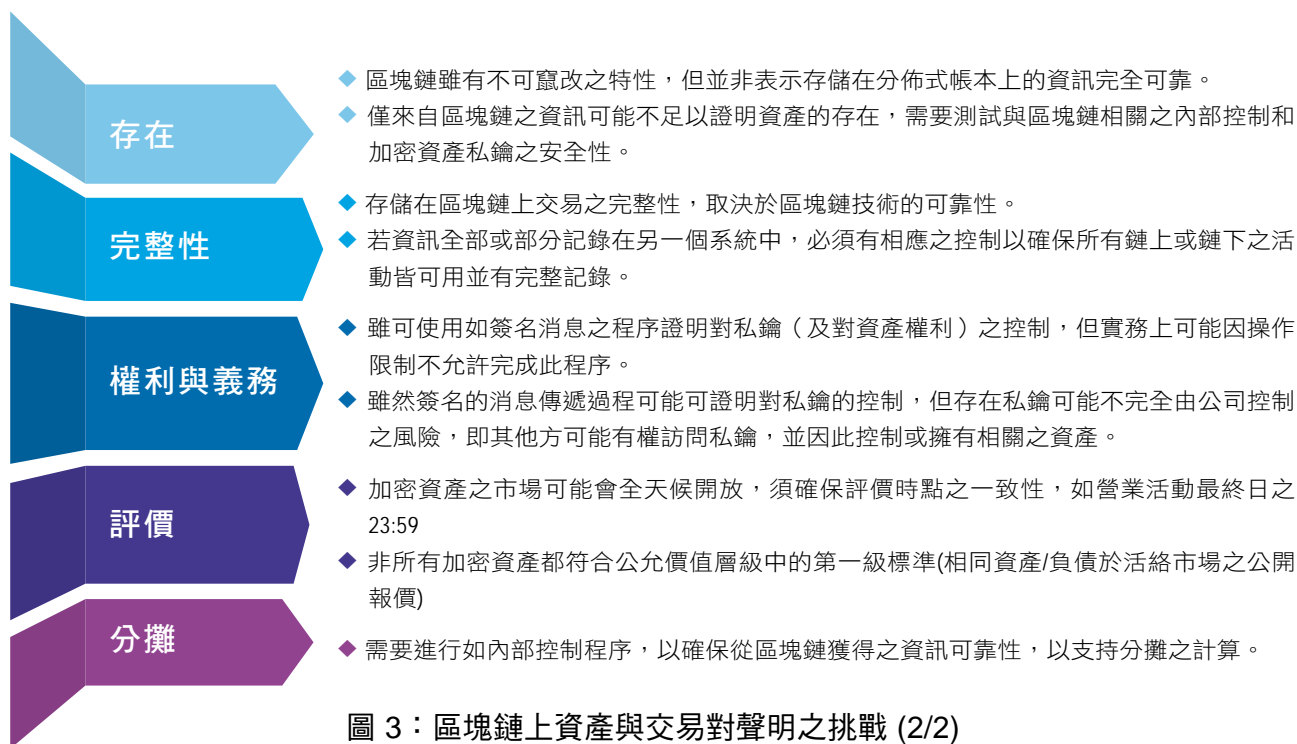 存在
◆ 區塊鏈雖有不可竄改之特性，但並非表示存儲在分佈式帳本上的資訊完全可靠。
◆ 僅來自區塊鏈之資訊可能不足以證明資產的存在，需要測試與區塊鏈相關之內部控制和
加密資產私鑰之安全性。
完整性
◆ 存儲在區塊鏈上交易之完整性，取決於區塊鏈技術的可靠性。
◆ 若資訊全部或部分記錄在另一個系統中，必須有相應之控制以確保所有鏈上或鏈下之活
動皆可用並有完整記錄。
權利與義務
◆ 雖可使用如簽名消息之程序證明對私鑰（及對資產權利）之控制，但實務上可能因操作
限制不允許完成此程序。
◆ 雖然簽名的消息傳遞過程可能可證明對私鑰的控制，但存在私鑰可能不完全由公司控制
之風險，即其他方可能有權訪問私鑰，並因此控制或擁有相關之資產。
評價
◆ 加密資產之市場可能會全天候開放，須確保評價時點之一致性，如營業活動最終日之
23:59
◆ 非所有加密資產都符合公允價值層級中的第一級標準(相同資產/負債於活絡市場之公開
報價)
分攤
◆ 需要進行如內部控制程序，以確保從區塊鏈獲得之資訊可靠性，以支持分攤之計算。
圖 3：區塊鏈上資產與交易對聲明之挑戰 (2/2)